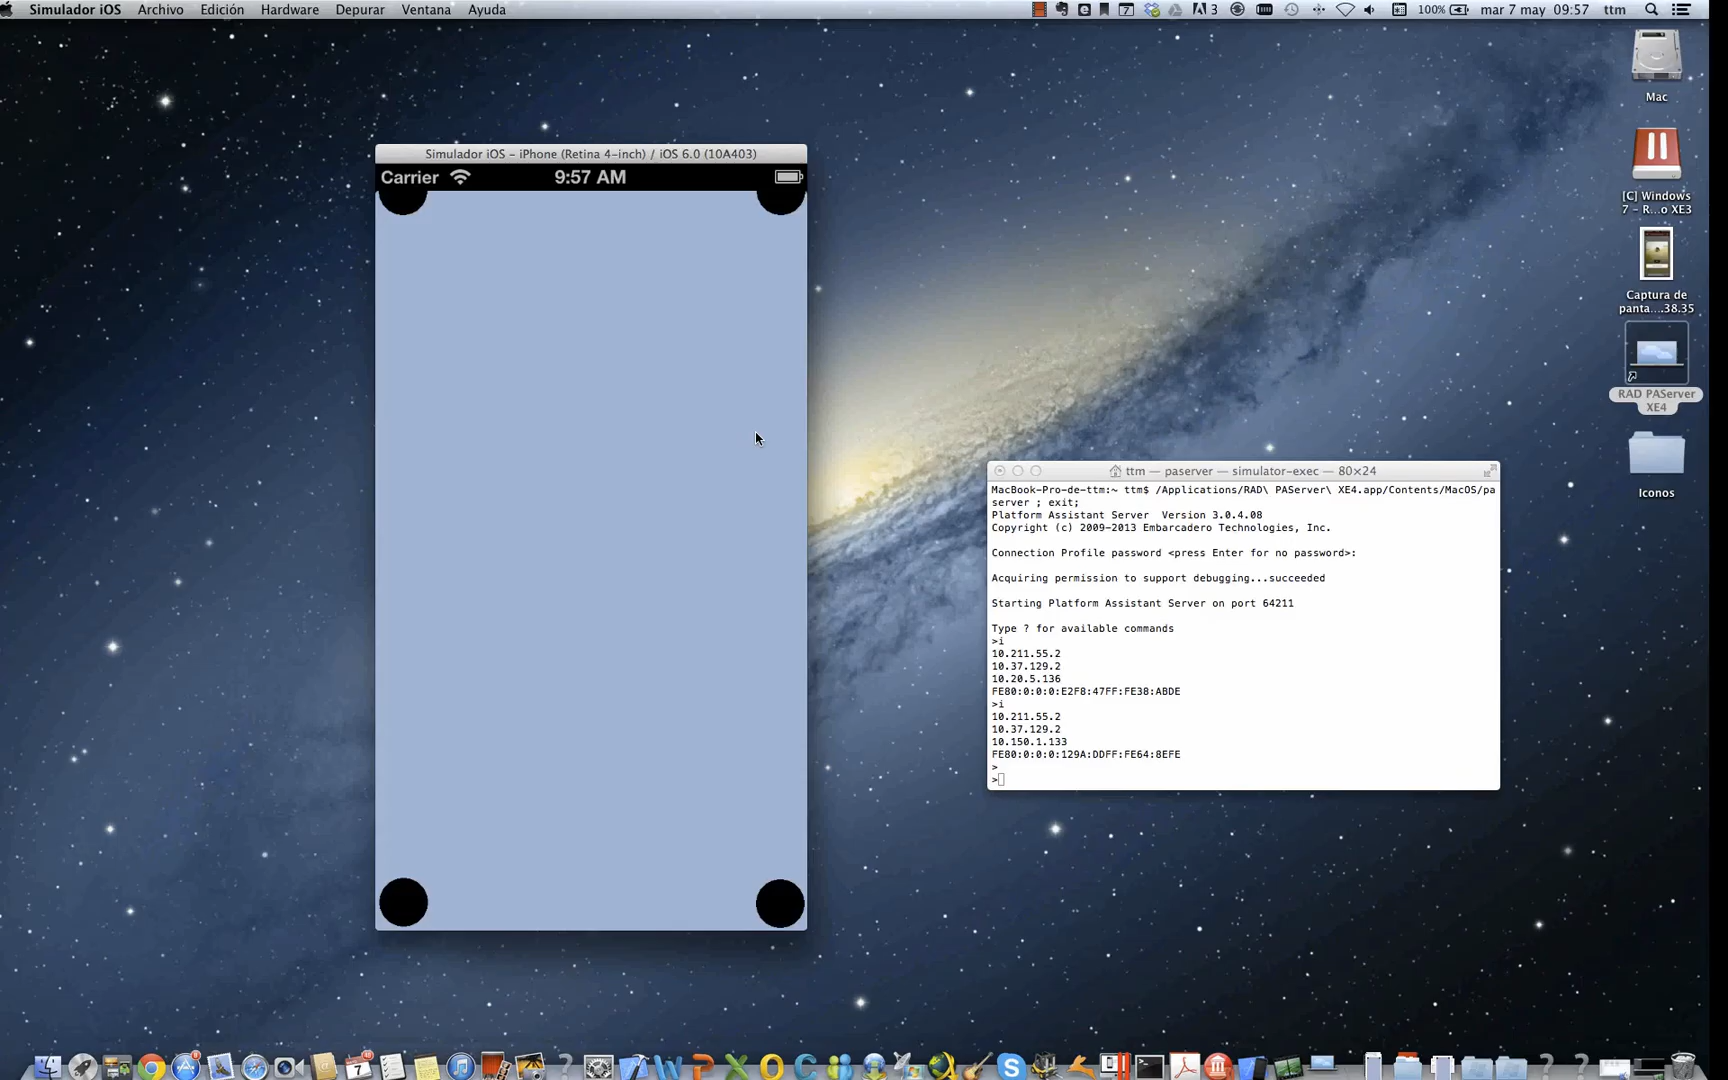 Simulador iOS Archivo Edición Hardware Depurar Ventana Ayuda
7 3 100% mar 7 may 09:57 ttm
Mac
[C] Windows
7 - R...o XE3
Captura de
panta....38.35
RAD PAServer
XE4
Iconos
Simulador iOS - iPhone (Retina 4-inch) / iOS 6.0 (10A403)
Carrier 9:57 AM
ttm — paserver — simulator-exec — 80×24
MacBook-Pro-de-ttm:~ ttm$ /Applications/RAD\ PAServer\ XE4.app/Contents/MacOS/pa
server ; exit;
Platform Assistant Server  Version 3.0.4.08
Copyright (c) 2009-2013 Embarcadero Technologies, Inc.
Connection Profile password <press Enter for no password>:
Acquiring permission to support debugging...succeeded
Starting Platform Assistant Server on port 64211
Type ? for available commands
>i
10.211.55.2
10.37.129.2
10.20.5.136
FE80:0:0:0:E2F8:47FF:FE38:ABDE
>i
10.211.55.2
10.37.129.2
10.150.1.133
FE80:0:0:0:129A:DDFF:FE64:8EFE
>
>
7